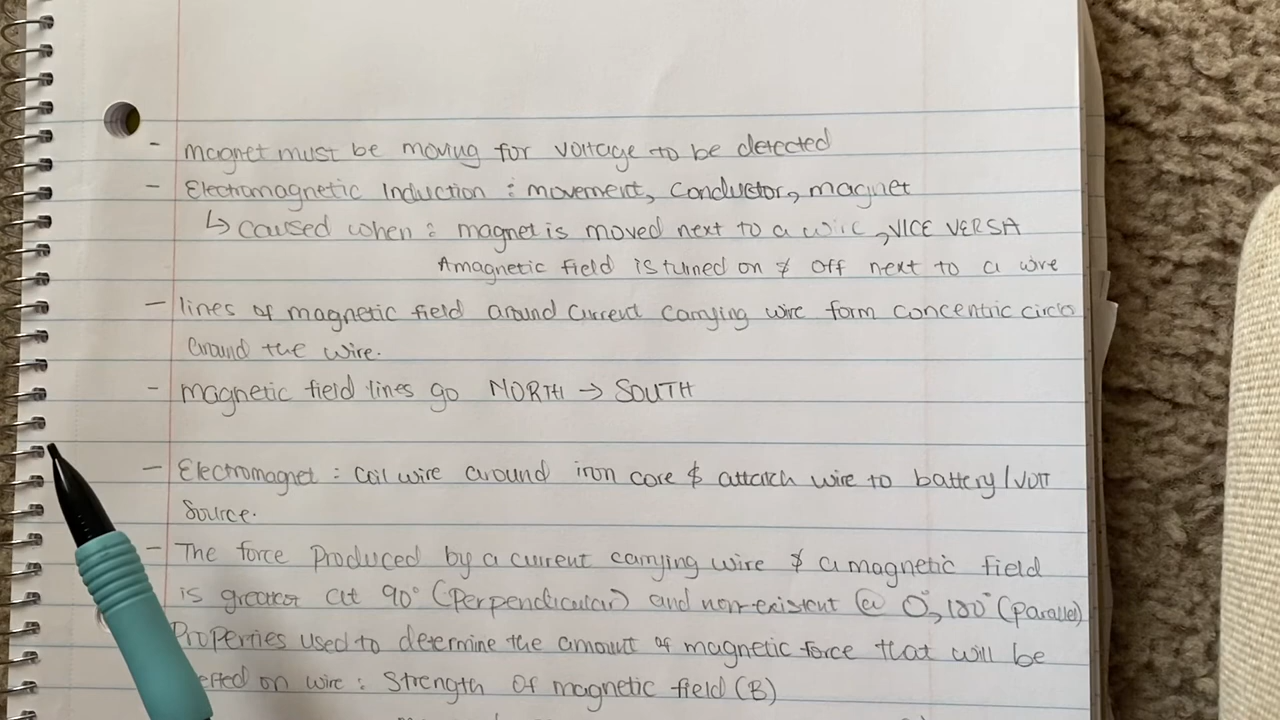 - magnet must be moving for voltage to be detected
- Electromagnetic Induction : movement, conductor, magnet
↳ caused when : magnet is moved next to a wire, VICE VERSA
A magnetic field is turned on & off next to a wire
- lines of magnetic field around current carrying wire form concentric circls
around the wire.
- magnetic field lines go NORTH → SOUTH
- Electromagnet : coil wire around iron core & attatch wire to battery/volt
source.
- The force produced by a current carrying wire & a magnetic field
is greater at 90° (Perpendicular) and non-existent @ 0°, 180° (parallel)
Properties used to determine the amount of magnetic force that will be
on wire : Strength of magnetic field (B)